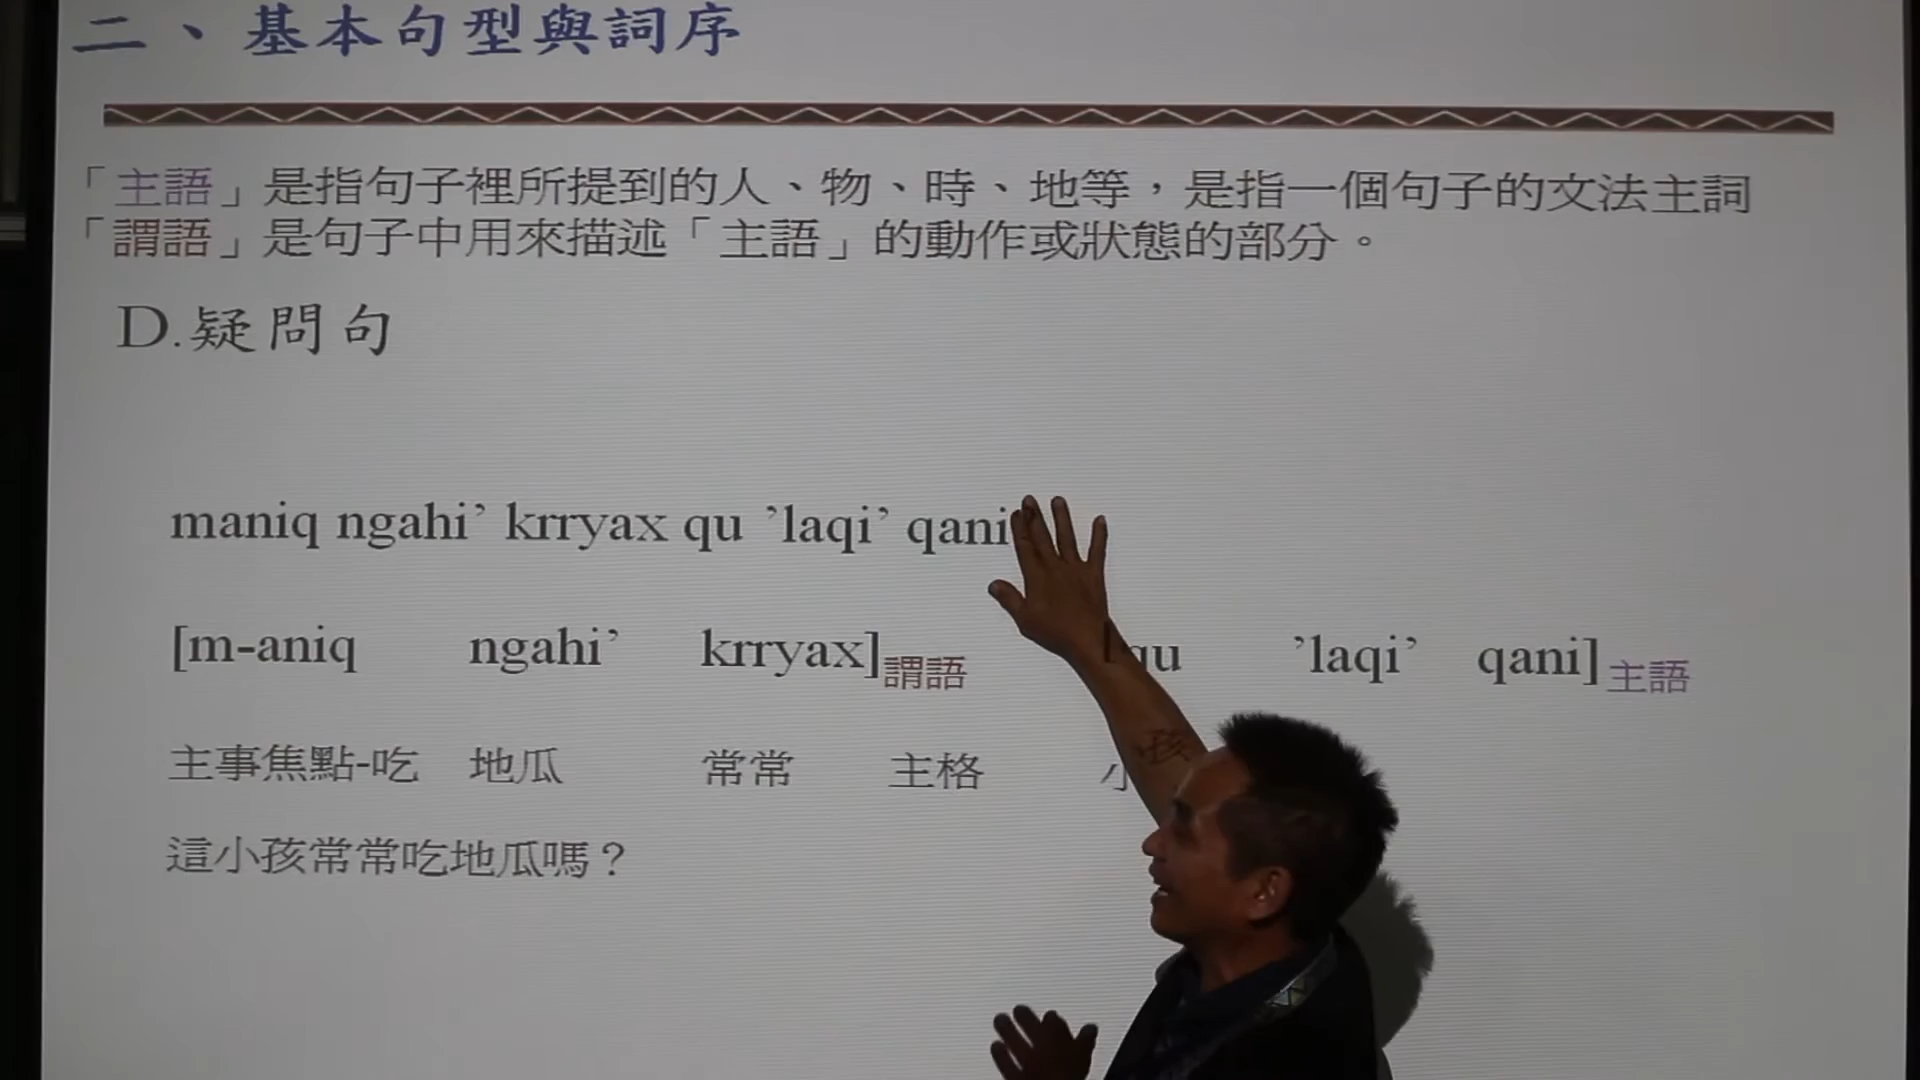 二、基本句型與詞序
「主語」是指句子裡所提到的人、物、時、地等，是指一個句子的文法主詞
「謂語」是句子中用來描述「主語」的動作或狀態的部分。
D.疑問句
maniq ngahi’ krryax qu ’laqi’ qani
[m-aniq ngahi’ krryax]謂語 qu ’laqi’ qani]主語
主事焦點-吃 地瓜 常常 主格 小孩
這小孩常常吃地瓜嗎？